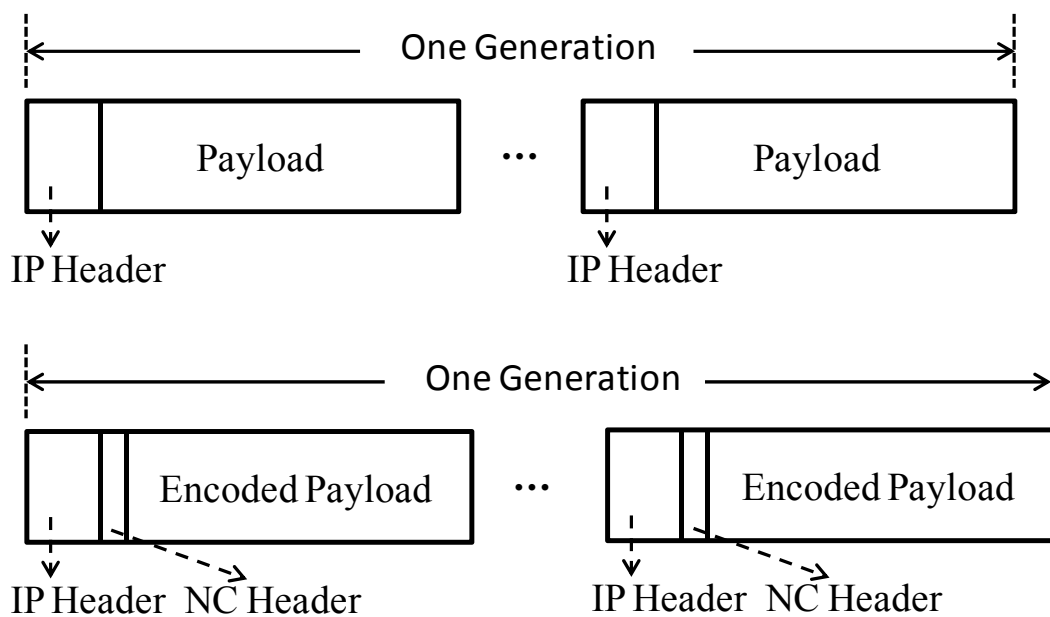 One Generation
Payload ... Payload
IP Header IP Header
One Generation
Encoded Payload ... Encoded Payload
IP Header NC Header IP Header NC Header